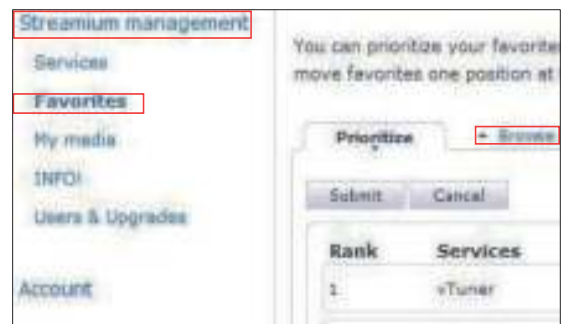 Streamium management
Services
Favorites
My media
INFO!
Users & Upgrades
Account
You can prioritize your favorites
move favorites one position at
Prioritize
Browse
Submit Cancel
Rank Services
1 vTuner